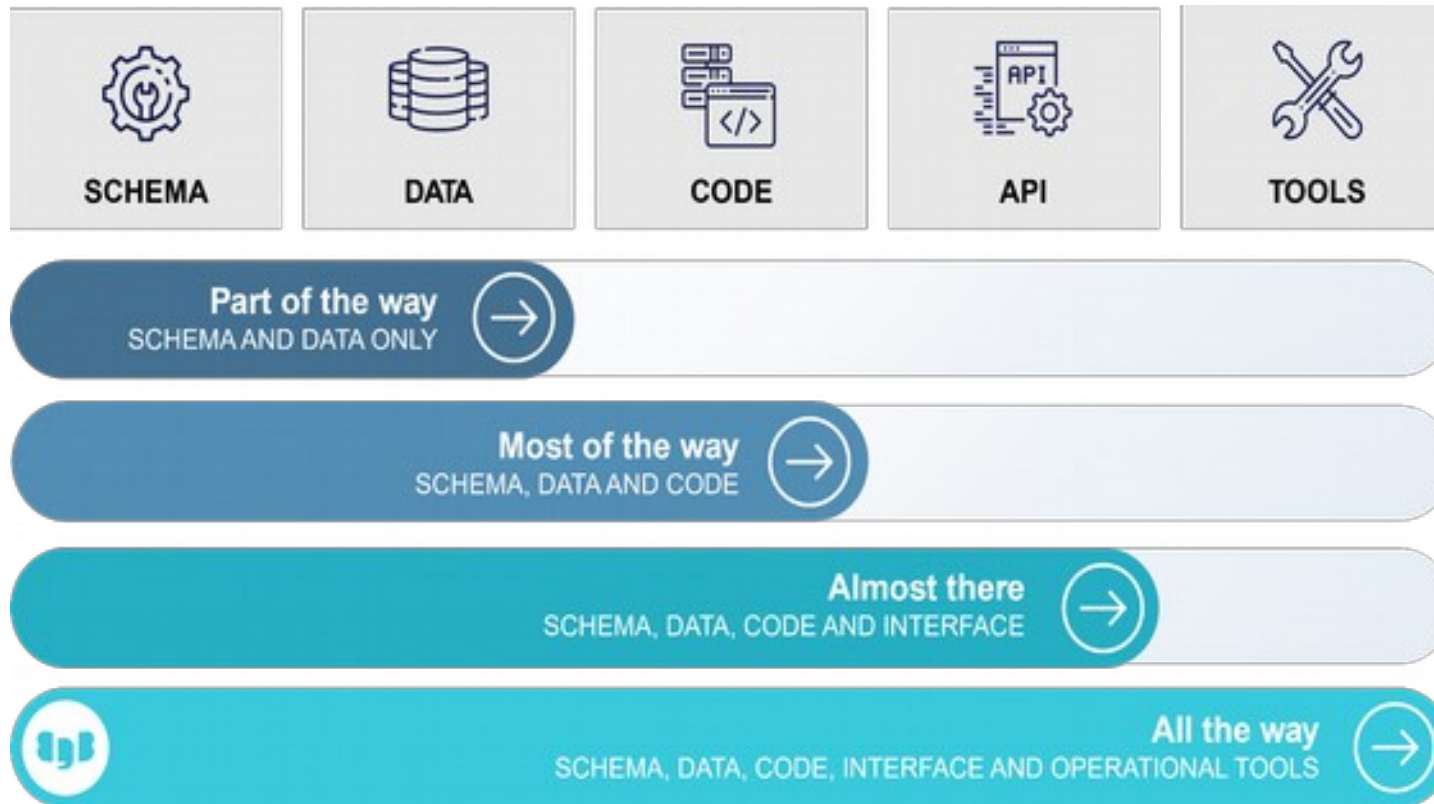 API
</>
SCHEMA
DATA
CODE
API
TOOLS
Part of the way
SCHEMA AND DATA ONLY
Most of the way
SCHEMA, DATA AND CODE
Almost there
SCHEMA, DATA, CODE AND INTERFACE
All the way
SCHEMA, DATA, CODE, INTERFACE AND OPERATIONAL TOOLS